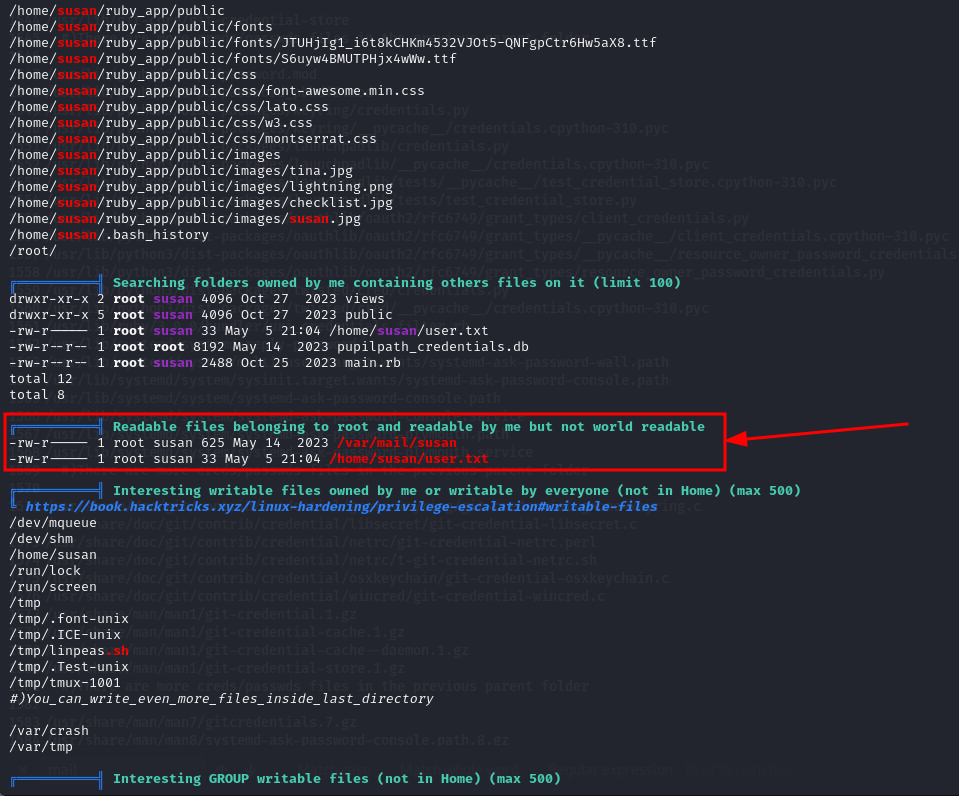 /home/susan/ruby_app/public
/home/susan/ruby_app/public/fonts
/home/susan/ruby_app/public/fonts/JTUHjIg1_i6t8kCHKm4532VJOt5-QNFgpCtr6Hw5aX8.ttf
/home/susan/ruby_app/public/fonts/S6uyw4BMUTPHjx4wWw.ttf
/home/susan/ruby_app/public/css
/home/susan/ruby_app/public/css/font-awesome.min.css
/home/susan/ruby_app/public/css/lato.css
/home/susan/ruby_app/public/css/w3.css
/home/susan/ruby_app/public/css/montserrat.css
/home/susan/ruby_app/public/images
/home/susan/ruby_app/public/images/tina.jpg
/home/susan/ruby_app/public/images/lightning.png
/home/susan/ruby_app/public/images/checklist.jpg
/home/susan/ruby_app/public/images/susan.jpg
/home/susan/.bash_history
/root/
Searching folders owned by me containing others files on it (limit 100)
drwxr-xr-x 2 root susan 4096 Oct 27  2023 views
drwxr-xr-x 5 root susan 4096 Oct 27  2023 public
-rw-r----- 1 root susan 33 May  5 21:04 /home/susan/user.txt
-rw-r--r-- 1 root root 8192 May 14  2023 pupilpath_credentials.db
-rw-r--r-- 1 root susan 2488 Oct 25  2023 main.rb
total 12
total 8
Readable files belonging to root and readable by me but not world readable
-rw-r----- 1 root susan 625 May 14  2023 /var/mail/susan
-rw-r----- 1 root susan 33 May  5 21:04 /home/susan/user.txt
Interesting writable files owned by me or writable by everyone (not in Home) (max 500)
https://book.hacktricks.xyz/linux-hardening/privilege-escalation#writable-files
/dev/mqueue
/dev/shm
/home/susan
/run/lock
/run/screen
/tmp
/tmp/.font-unix
/tmp/.ICE-unix
/tmp/linpeas.sh
/tmp/.Test-unix
/tmp/tmux-1001
#)You_can_write_even_more_files_inside_last_directory
/var/crash
/var/tmp
Interesting GROUP writable files (not in Home) (max 500)